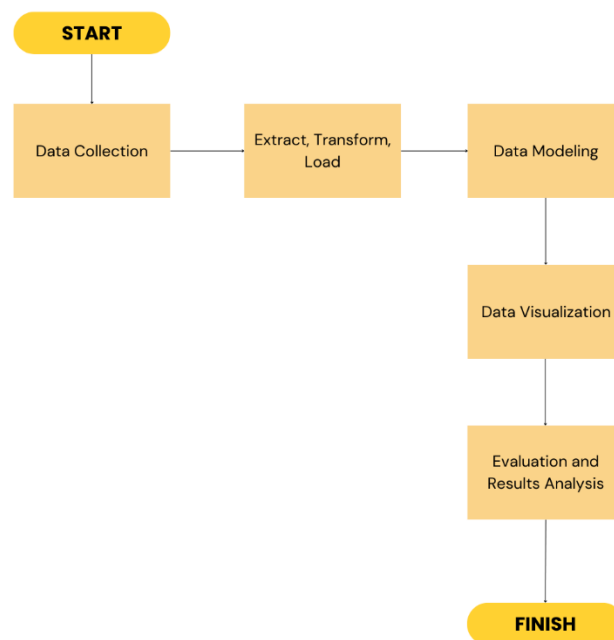 START
Data Collection
Extract, Transform,
Load
Data Modeling
Data Visualization
Evaluation and
Results Analysis
FINISH